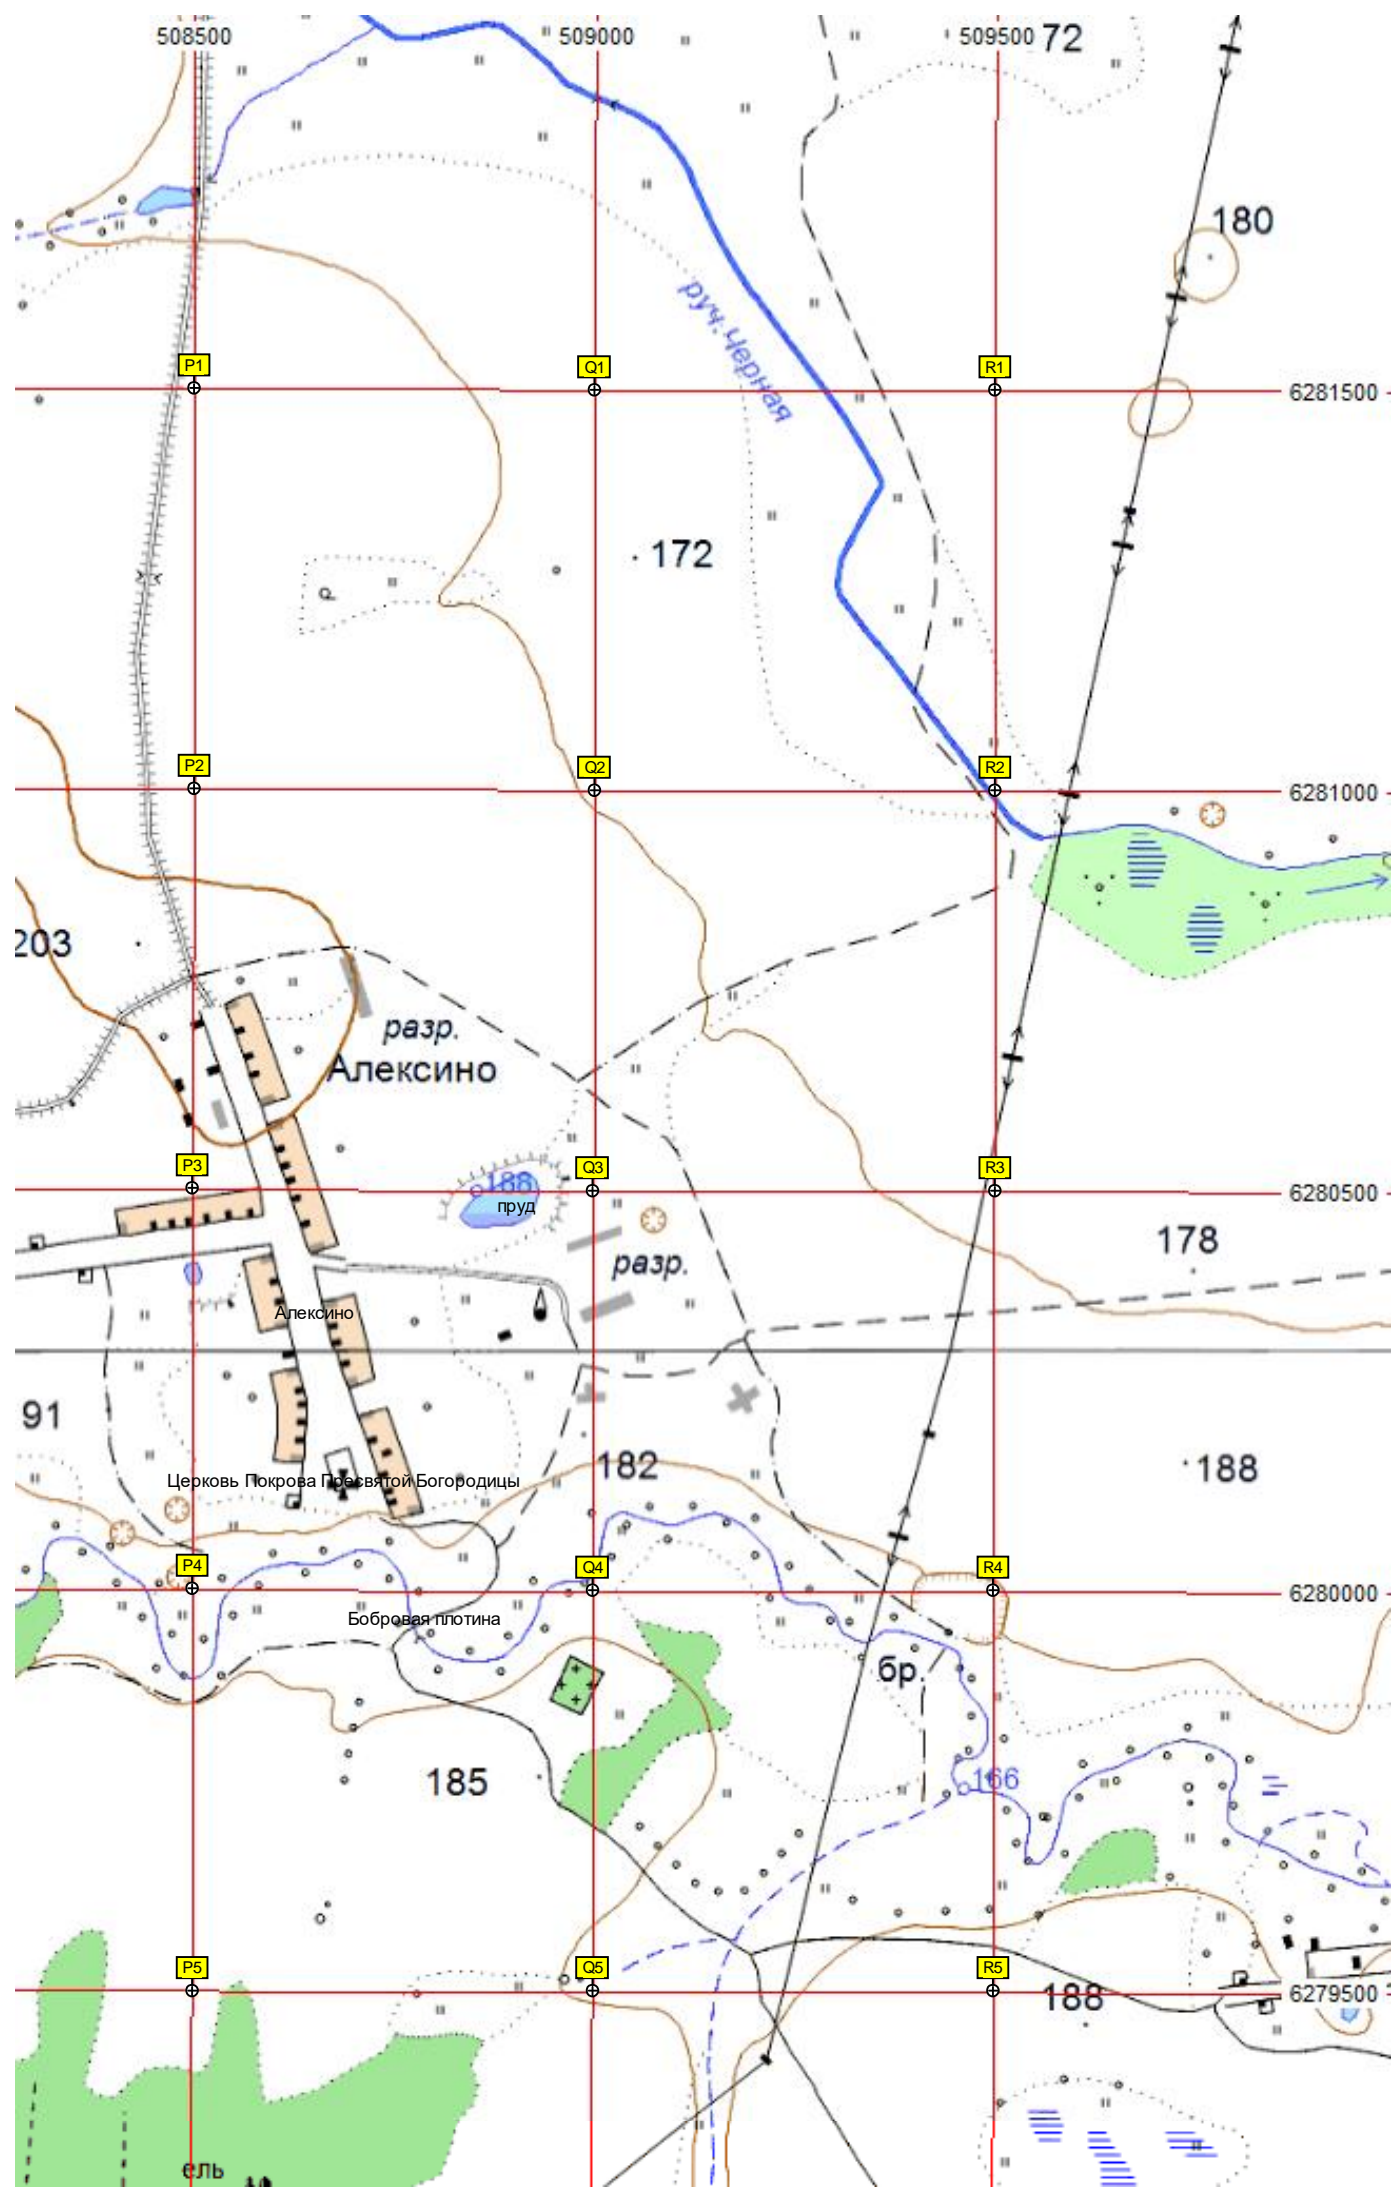 508500
509000
509500
72
180
руч. Черная
P1
Q1
R1
6281500
172
P2
Q2
R2
6281000
203
разр.
Алексино
P3
Q3
R3
188
пруд
6280500
178
разр.
Алексино
91
182
188
Церковь Покрова Пресвятой Богородицы
P4
Q4
R4
6280000
Бобровая плотина
бр.
166
185
P5
Q5
R5
188
6279500
ель